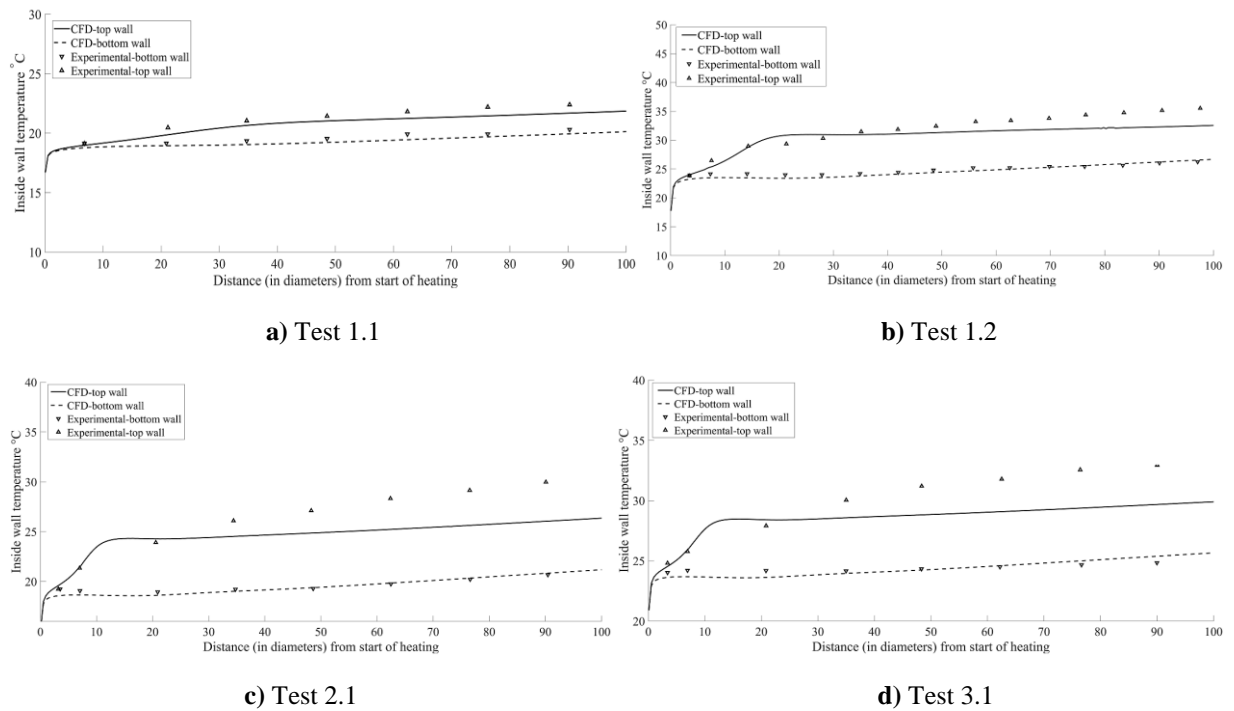 30
25
20
15
10
Inside wall temperature °C
CFD-top wall
CFD-bottom wall
Experimental-bottom wall
Experimental-top wall
0 10 20 30 40 50 60 70 80 90 100
Distance (in diameters) from start of heating
a) Test 1.1
50
45
40
35
30
25
20
15
10
Inside wall temperature °C
CFD-top wall
CFD-bottom wall
Experimental-bottom wall
Experimental-top wall
0 10 20 30 40 50 60 70 80 90 100
Dsitance (in diameters) from start of heating
b) Test 1.2
40
35
30
25
20
Inside wall temperature °C
CFD-top wall
CFD-bottom wall
Experimental-bottom wall
Experimental-top wall
0 10 20 30 40 50 60 70 80 90 100
Distance (in diameters) from start of heating
c) Test 2.1
40
35
30
25
20
Inside wall temperature °C
CFD-top wall
CFD-bottom wall
Experimental-bottom wall
Experimental-top wall
0 10 20 30 40 50 60 70 80 90 100
Distance (in diameters) from start of heating
d) Test 3.1